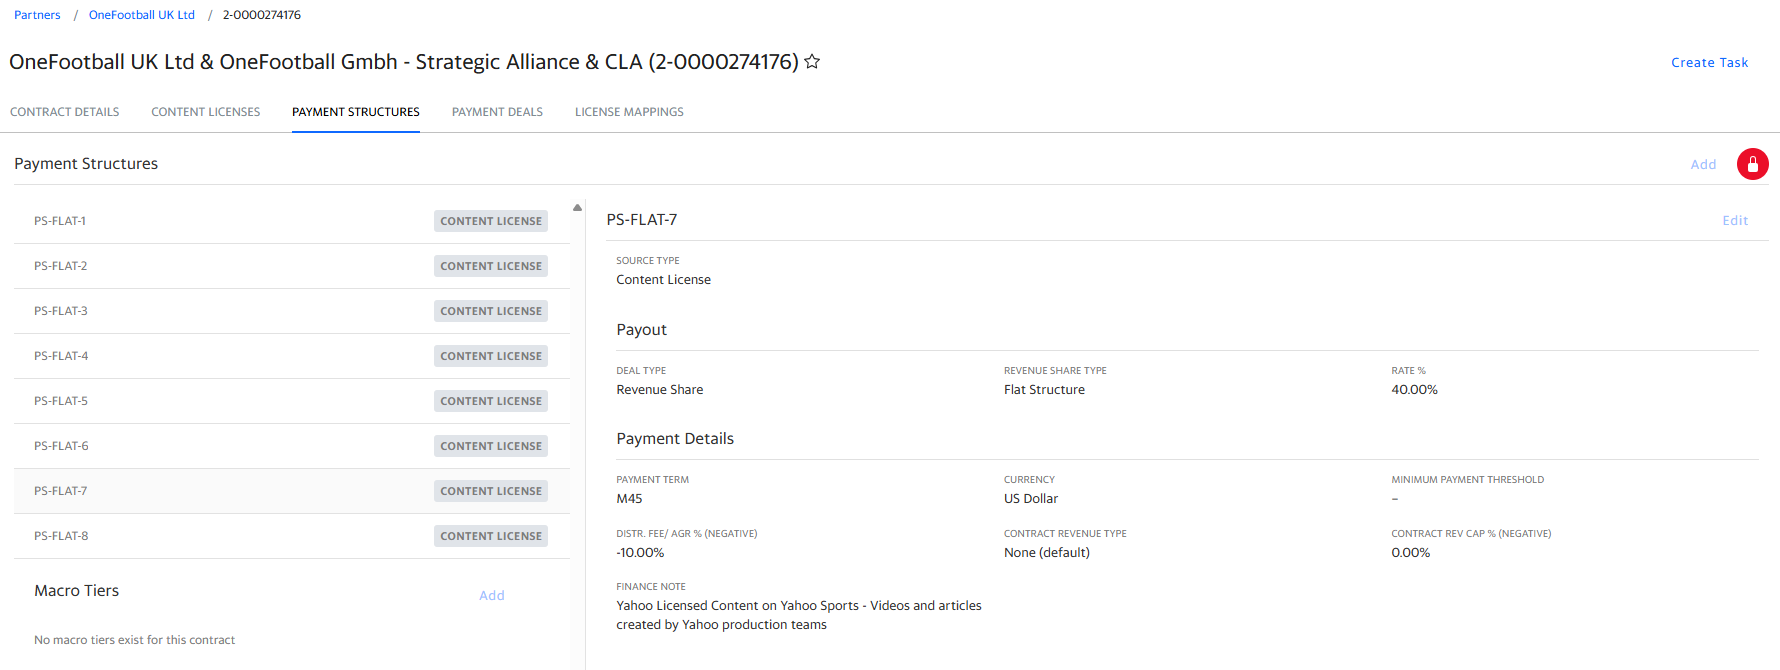 Partners / OneFootball UK Ltd / 2-0000274176
OneFootball UK Ltd & OneFootball Gmbh - Strategic Alliance & CLA (2-0000274176)
Create Task
CONTRACT DETAILS
CONTENT LICENSES
PAYMENT STRUCTURES
PAYMENT DEALS
LICENSE MAPPINGS
Payment Structures
Add
PS-FLAT-1 CONTENT LICENSE
PS-FLAT-2 CONTENT LICENSE
PS-FLAT-3 CONTENT LICENSE
PS-FLAT-4 CONTENT LICENSE
PS-FLAT-5 CONTENT LICENSE
PS-FLAT-6 CONTENT LICENSE
PS-FLAT-7 CONTENT LICENSE
PS-FLAT-8 CONTENT LICENSE
Macro Tiers
Add
No macro tiers exist for this contract
PS-FLAT-7
Edit
SOURCE TYPE
Content License
Payout
DEAL TYPE
Revenue Share
REVENUE SHARE TYPE
Flat Structure
RATE %
40.00%
Payment Details
PAYMENT TERM
M45
CURRENCY
US Dollar
MINIMUM PAYMENT THRESHOLD
–
DISTR. FEE/ AGR % (NEGATIVE)
-10.00%
CONTRACT REVENUE TYPE
None (default)
CONTRACT REV CAP % (NEGATIVE)
0.00%
FINANCE NOTE
Yahoo Licensed Content on Yahoo Sports - Videos and articles
created by Yahoo production teams